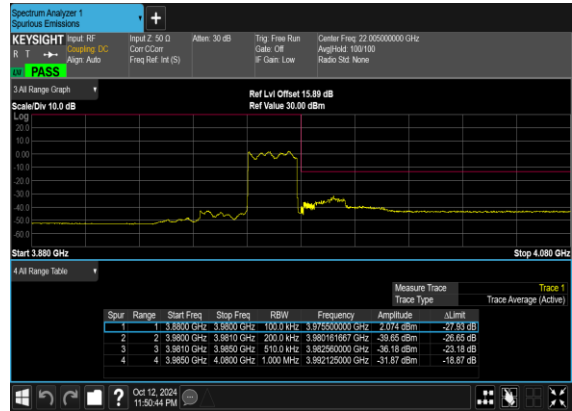 Spectrum Analyzer 1
Spurious Emissions
+
KEYSIGHT Input: RF Input Z: 50 Ω Atten: 30 dB Trig: Free Run Center Freq: 22.005000000 GHz
R T Coupling: DC Corr CCorr Gate: Off Avg|Hold: 100/100
Align: Auto Freq Ref: Int (S) IF Gain: Low Radio Std: None
PASS
3 All Range Graph
Ref Lvl Offset 15.89 dB
Scale/Div 10.0 dB Ref Value 30.00 dBm
Log
20.0
10.0
0.00
-10.0
-20.0
-30.0
-40.0
-50.0
-60.0
Start 3.880 GHz Stop 4.080 GHz
4 All Range Table
Measure Trace Trace 1
Trace Type Trace Average (Active)
Spur Range Start Freq Stop Freq RBW Frequency Amplitude ΔLimit
1 1 3.8800 GHz 3.9800 GHz 100.0 kHz 3.975500000 GHz 2.074 dBm -27.93 dB
2 2 3.9800 GHz 3.9810 GHz 200.0 kHz 3.980161667 GHz -39.65 dBm -26.65 dB
3 3 3.9810 GHz 3.9850 GHz 510.0 kHz 3.982560000 GHz -36.18 dBm -23.18 dB
4 4 3.9850 GHz 4.0800 GHz 1.000 MHz 3.992125000 GHz -31.87 dBm -18.87 dB
? Oct 12, 2024
11:50:44 PM